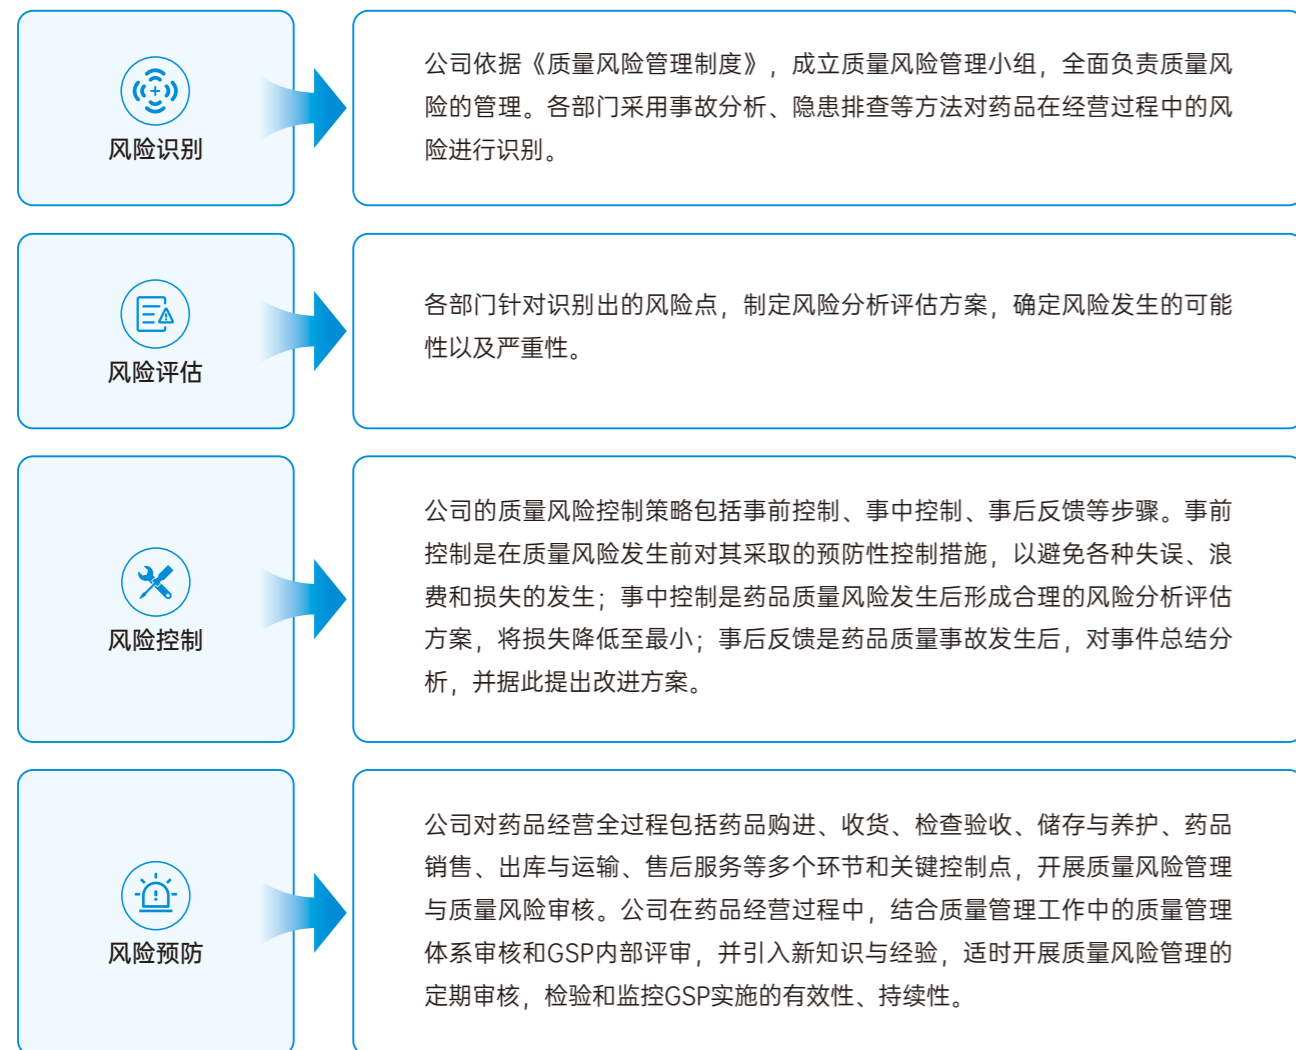 风险识别
公司依据《质量风险管理制度》，成立质量风险管理小组，全面负责质量风
险的管理。各部门采用事故分析、隐患排查等方法对药品在经营过程中的风
险进行识别。
风险评估
各部门针对识别出的风险点，制定风险分析评估方案，确定风险发生的可能
性以及严重性。
风险控制
公司的质量风险控制策略包括事前控制、事中控制、事后反馈等步骤。事前
控制是在质量风险发生前对其采取的预防性控制措施，以避免各种失误、浪
费和损失的发生；事中控制是药品质量风险发生后形成合理的风险分析评估
方案，将损失降低至最小；事后反馈是药品质量事故发生后，对事件总结分
析，并据此提出改进方案。
风险预防
公司对药品经营全过程包括药品购进、收货、检查验收、储存与养护、药品
销售、出库与运输、售后服务等多个环节和关键控制点，开展质量风险管理
与质量风险审核。公司在药品经营过程中，结合质量管理工作中的质量管理
体系审核和GSP内部评审，并引入新知识与经验，适时开展质量风险管理的
定期审核，检验和监控GSP实施的有效性、持续性。